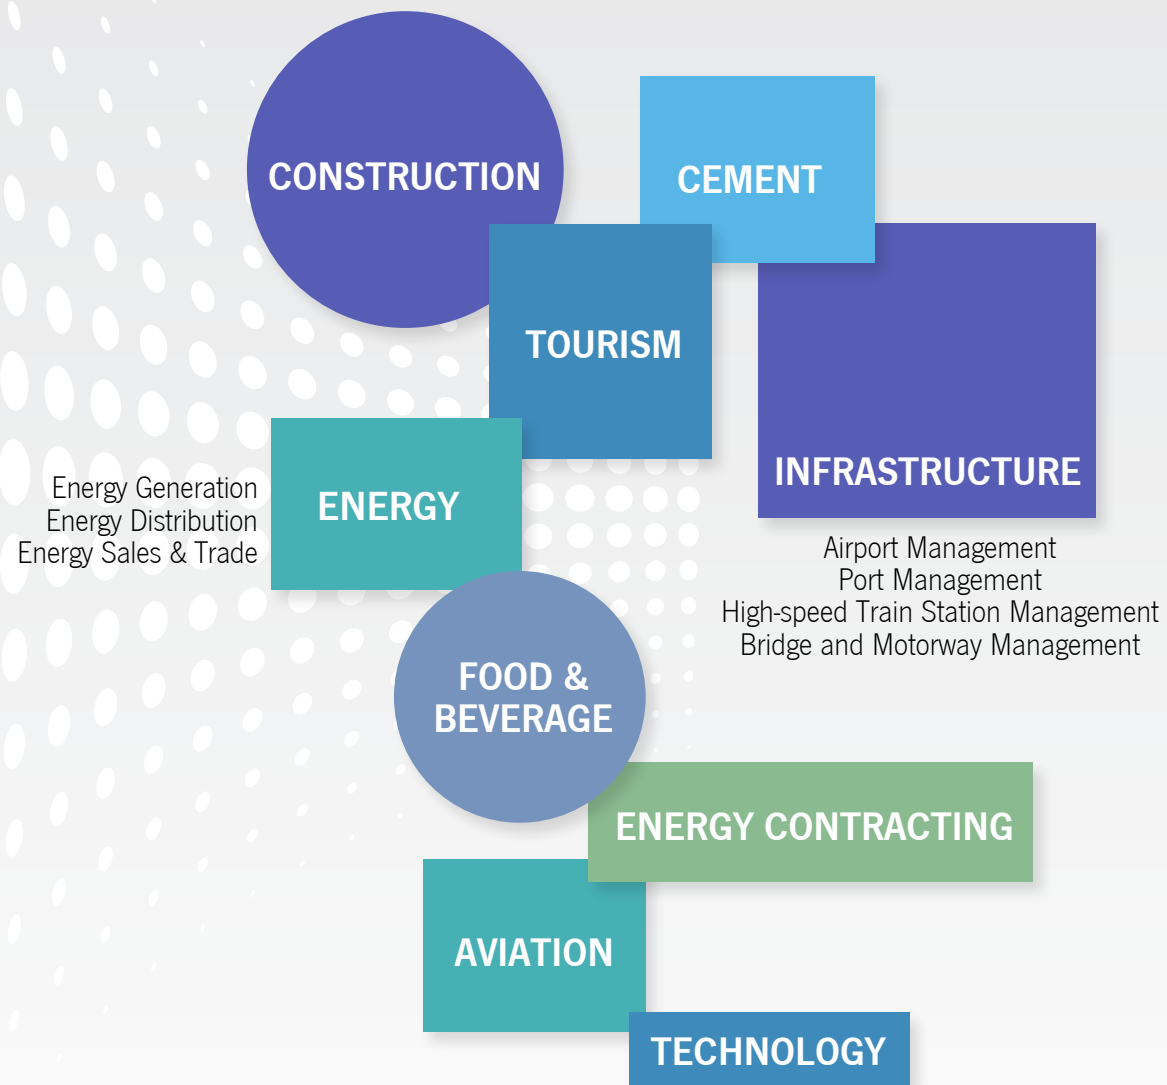 CONSTRUCTION
CEMENT
TOURISM
INFRASTRUCTURE
Airport Management
Port Management
High-speed Train Station Management
Bridge and Motorway Management
ENERGY
Energy Generation
Energy Distribution
Energy Sales & Trade
FOOD &
BEVERAGE
ENERGY CONTRACTING
AVIATION
TECHNOLOGY